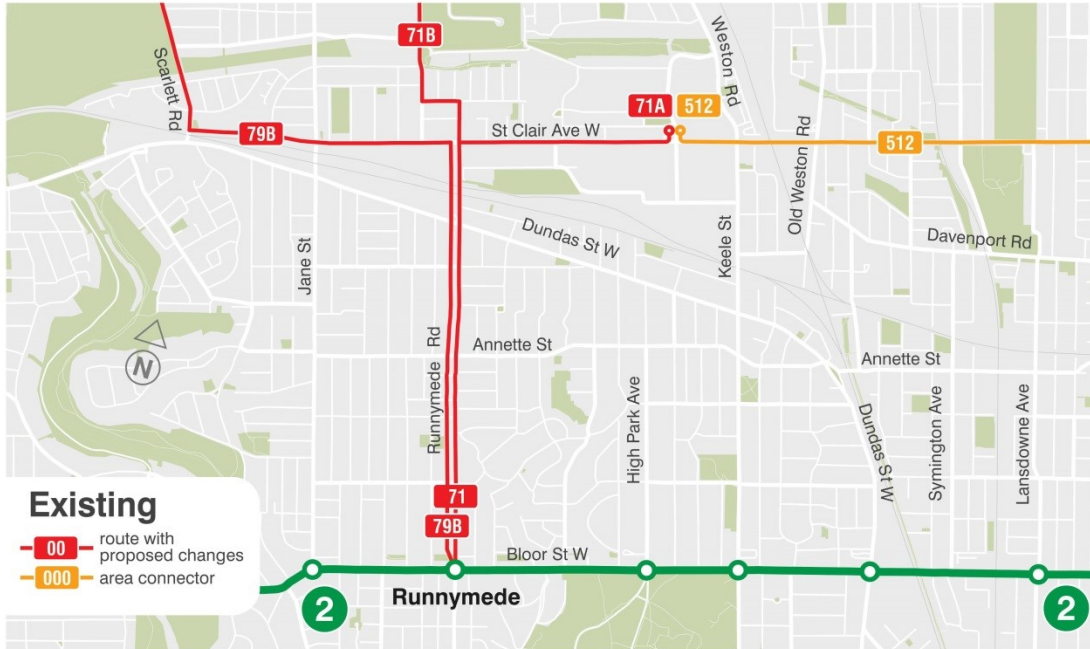 71B
Weston Rd
Scarlett Rd
71A
512
79B
St Clair Ave W
512
Old Weston Rd
Dundas St W
Keele St
Davenport Rd
Jane St
N
Runnymede Rd
Annette St
Annette St
High Park Ave
Dundas St W
Symington Ave
Lansdowne Ave
71
79B
Bloor St W
Existing
00
route with
proposed changes
000
area connector
Runnymede
2
2